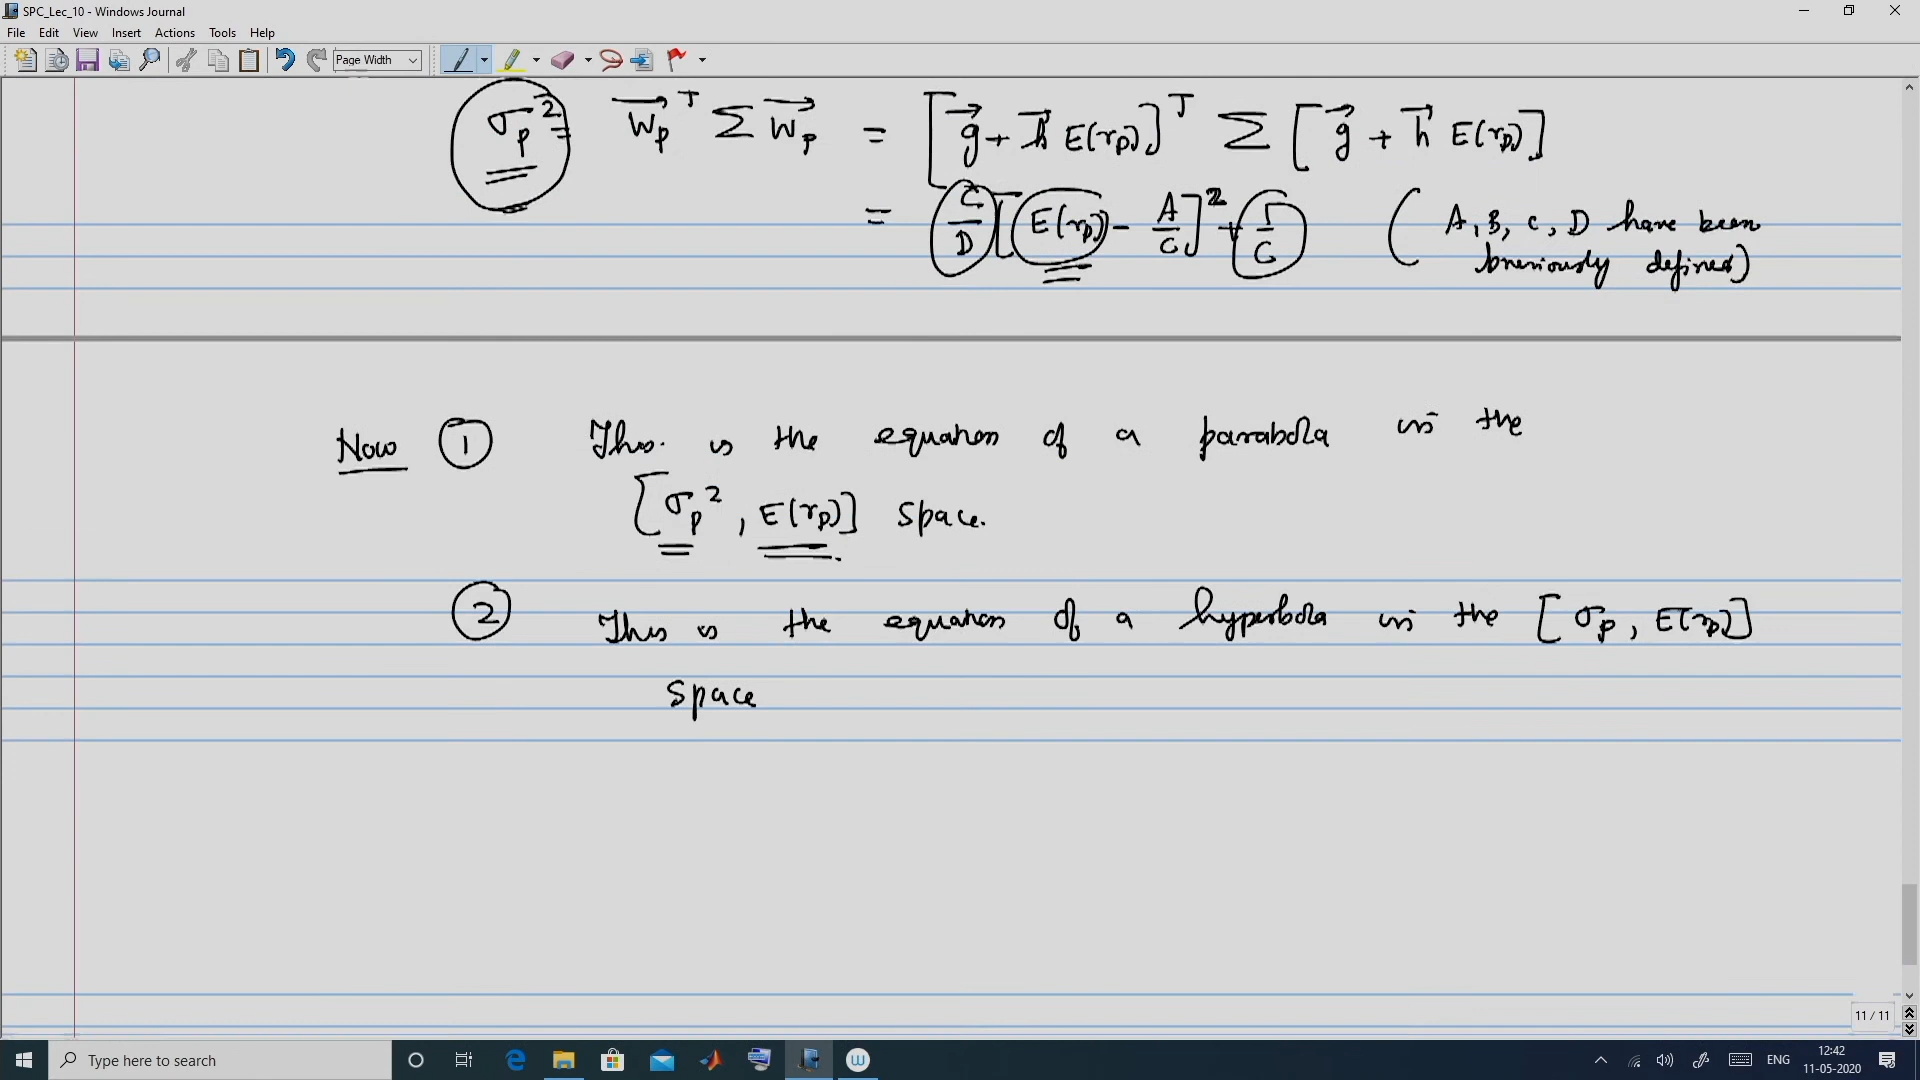 SPC_Lec_10 - Windows Journal
File Edit View Insert Actions Tools Help
Page Width
σp² = Wp^T Σ Wp = [g + h E(rp)]^T Σ [g + h E(rp)]
= C/D [E(rp) - A/C]² + 1/C ( A, B, C, D have been
previously defined)
Now ① This is the equation of a parabola in the
[σp², E(rp)] space.
② This is the equation of a hyperbola in the [σp, E(rp)]
space
11 / 11
Type here to search
ENG
12:42
11-05-2020